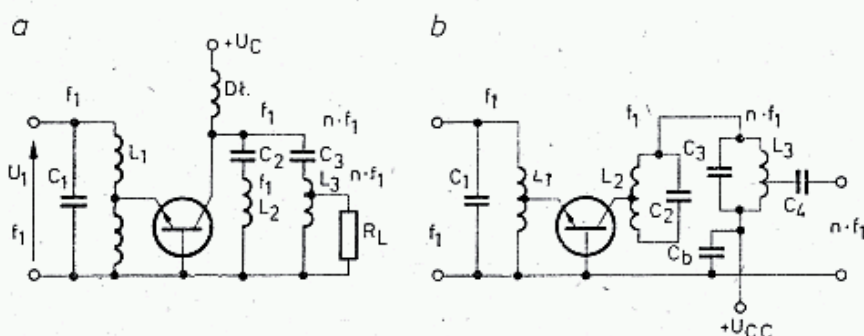 a
+U_C
Dł.
f_1
f_1
n·f_1
U_1
C_1
L_1
C_2
f_1
L_2
C_3
L_3
n·f_1
R_L
f_1
b
f_1
C_1
L_1
f_1
L_2
C_2
f_1
n·f_1
C_3
L_3
C_4
n·f_1
C_b
+U_CC